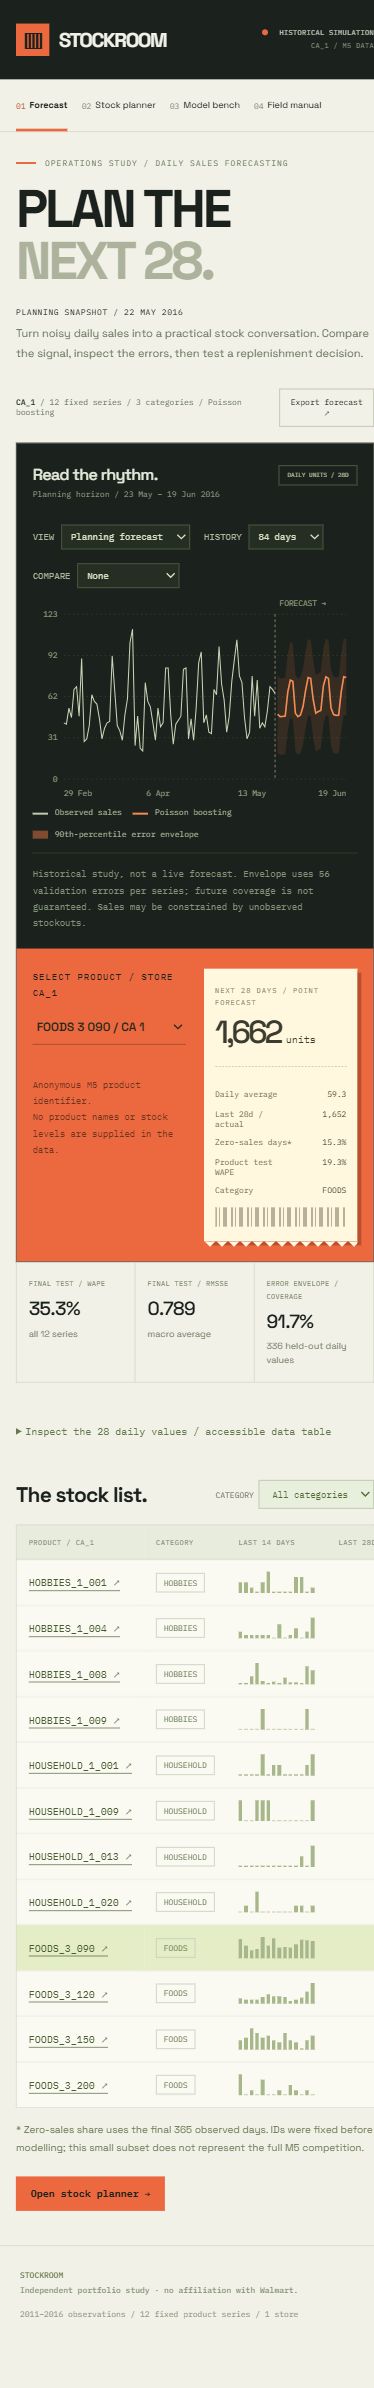 STOCKROOM
HISTORICAL SIMULATION
CA_1 / M5 DATA
01 Forecast 02 Stock planner 03 Model bench 04 Field manual
OPERATIONS STUDY / DAILY SALES FORECASTING
PLAN THE
NEXT 28.
PLANNING SNAPSHOT / 22 MAY 2016
Turn noisy daily sales into a practical stock conversation. Compare
the signal, inspect the errors, then test a replenishment decision.
CA_1 / 12 fixed series / 3 categories / Poisson
boosting
Export forecast
↗
Read the rhythm.
DAILY UNITS / 28D
Planning horizon / 23 May – 19 Jun 2016
VIEW Planning forecast HISTORY 84 days
COMPARE None
FORECAST →
123
92
62
31
0
29 Feb 6 Apr 13 May 19 Jun
Observed sales Poisson boosting
90th-percentile error envelope
Historical study, not a live forecast. Envelope uses 56
validation errors per series; future coverage is not
guaranteed. Sales may be constrained by unobserved
stockouts.
SELECT PRODUCT / STORE
CA_1
FOODS 3 090 / CA 1
Anonymous M5 product
identifier.
No product names or stock
levels are supplied in the
data.
NEXT 28 DAYS / POINT
FORECAST
1,662 units
Daily average 59.3
Last 28d /
actual 1,652
Zero-sales days* 15.3%
Product test
WAPE 19.3%
Category FOODS
FINAL TEST / WAPE
35.3%
all 12 series
FINAL TEST / RMSSE
0.789
macro average
ERROR ENVELOPE /
COVERAGE
91.7%
336 held-out daily
values
▶ Inspect the 28 daily values / accessible data table
The stock list.
CATEGORY All categories
PRODUCT / CA_1 CATEGORY LAST 14 DAYS LAST 28D
HOBBIES_1_001 ↗ HOBBIES
HOBBIES_1_004 ↗ HOBBIES
HOBBIES_1_008 ↗ HOBBIES
HOBBIES_1_009 ↗ HOBBIES
HOUSEHOLD_1_001 ↗ HOUSEHOLD
HOUSEHOLD_1_009 ↗ HOUSEHOLD
HOUSEHOLD_1_013 ↗ HOUSEHOLD
HOUSEHOLD_1_020 ↗ HOUSEHOLD
FOODS_3_090 ↗ FOODS
FOODS_3_120 ↗ FOODS
FOODS_3_150 ↗ FOODS
FOODS_3_200 ↗ FOODS
* Zero-sales share uses the final 365 observed days. IDs were fixed before
modelling; this small subset does not represent the full M5 competition.
Open stock planner →
STOCKROOM
Independent portfolio study · no affiliation with Walmart.
2011–2016 observations / 12 fixed product series / 1 store